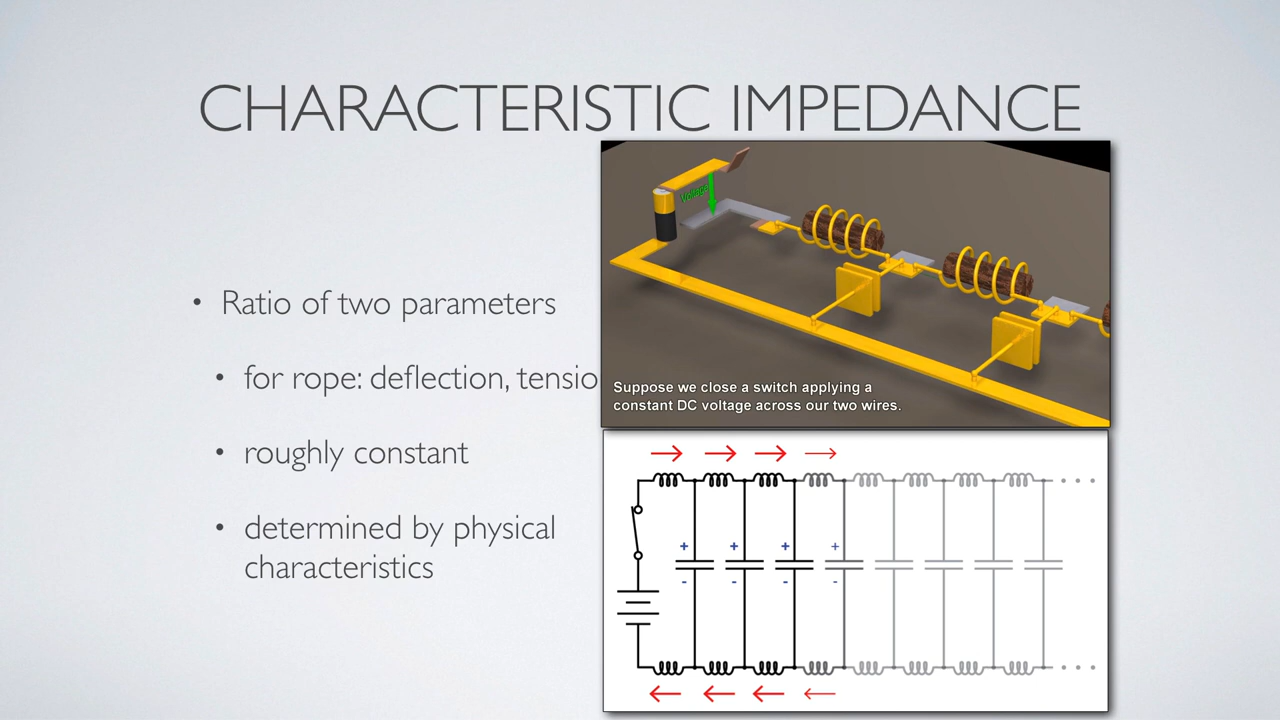 CHARACTERISTIC IMPEDANCE
• Ratio of two parameters
• for rope: deflection, tensio
• roughly constant
• determined by physical
characteristics
Voltage
Suppose we close a switch applying a
constant DC voltage across our two wires.
+ + + +
- - - -